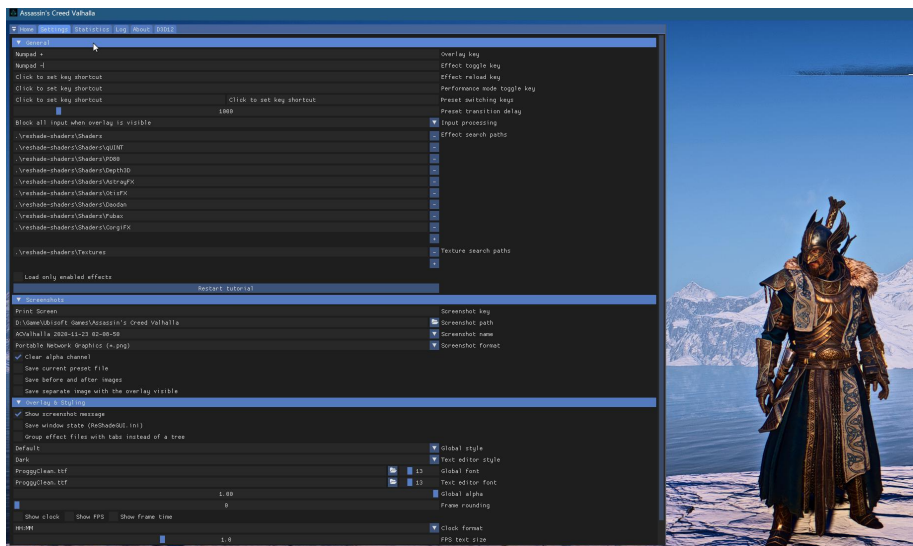 Assassin's Creed Valhalla
Home Settings Statistics Log About D3D12
General
Numpad + Overlay key
Numpad - Effect toggle key
Click to set key shortcut Effect reload key
Click to set key shortcut Performance mode toggle key
Click to set key shortcut Click to set key shortcut Preset switching keys
1000 Preset transition delay
Block all input when overlay is visible Input processing
.\reshade-shaders\Shaders - Effect search paths
.\reshade-shaders\Shaders\qUINT -
.\reshade-shaders\Shaders\PD80 -
.\reshade-shaders\Shaders\Depth3D -
.\reshade-shaders\Shaders\AstrayFX -
.\reshade-shaders\Shaders\OtisFX -
.\reshade-shaders\Shaders\Daodan -
.\reshade-shaders\Shaders\Fubax -
.\reshade-shaders\Shaders\CorgiFX -
+
.\reshade-shaders\Textures - Texture search paths
+
Load only enabled effects
Restart tutorial
Screenshots
Print Screen Screenshot key
D:\Game\Ubisoft Games\Assassin's Creed Valhalla Screenshot path
ACValhalla 2020-11-23 02-06-59 Screenshot name
Portable Network Graphics (*.png) Screenshot format
Clear alpha channel
Save current preset file
Save before and after images
Save separate image with the overlay visible
Overlay & Styling
Show screenshot message
Save window state (ReShadeGUI.ini)
Group effect files with tabs instead of a tree
Default Global style
Dark Text editor style
ProggyClean.ttf 13 Global font
ProggyClean.ttf 13 Text editor font
1.00 Global alpha
0 Frame rounding
Show clock Show FPS Show frame time
HH:MM Clock format
1.0 FPS text size